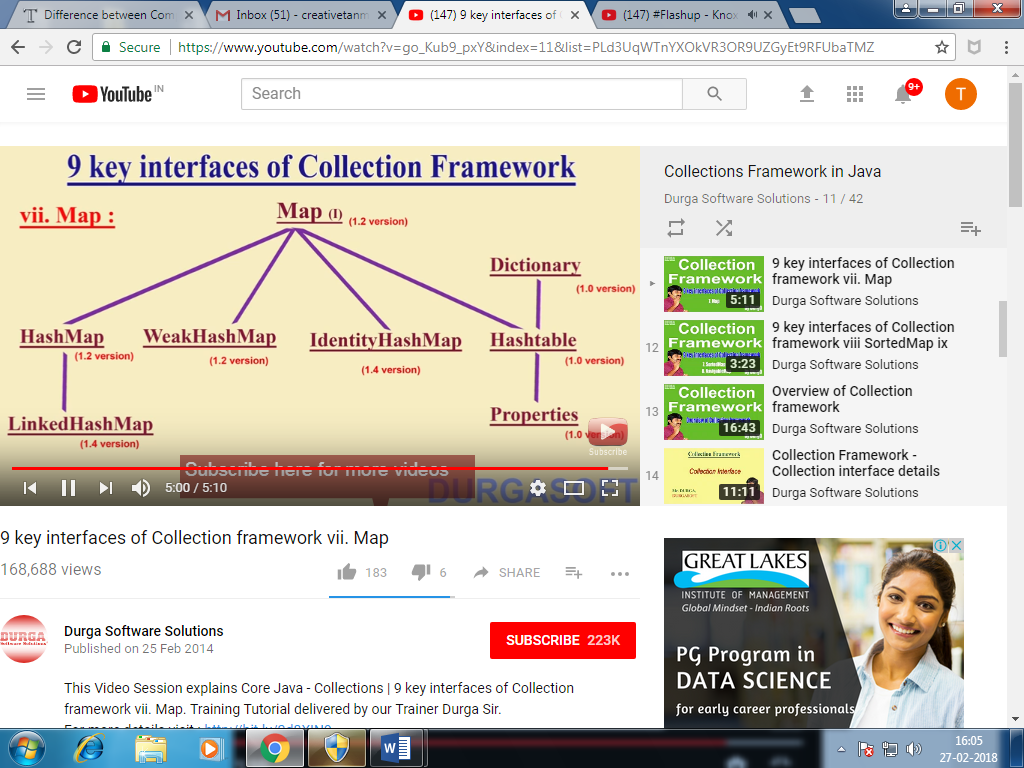 Difference between Com
Inbox (51) - creativetanm
(147) 9 key interfaces of
(147) #Flashup - Knox
Secure
https://www.youtube.com/watch?v=go_Kub9_pxY&index=11&list=PLd3UqWTnYXOkVR3OR9UZGyEt9RFUbaTMZ
YouTube IN
Search
9+
T
9 key interfaces of Collection Framework
vii. Map :
Map (I) (1.2 version)
Dictionary
(1.0 version)
HashMap
(1.2 version)
WeakHashMap
(1.2 version)
IdentityHashMap
(1.4 version)
Hashtable
(1.0 version)
LinkedHashMap
(1.4 version)
Properties
(1.0
Subscribe
Subscribe here for more videos
5:00 / 5:10
DURGASOFT
Collections Framework in Java
Durga Software Solutions - 11 / 42
Collection
Framework
5:11
9 key interfaces of Collection
framework vii. Map
Durga Software Solutions
12
Collection
Framework
3:23
9 key interfaces of Collection
framework viii SortedMap ix
Durga Software Solutions
13
Collection
Framework
16:43
Overview of Collection
framework
Durga Software Solutions
14
Collection Framework
Collection Interface
11:11
Collection Framework -
Collection interface details
Durga Software Solutions
9 key interfaces of Collection framework vii. Map
168,688 views
183
6
SHARE
DURGA
Software Solutions
Durga Software Solutions
Published on 25 Feb 2014
SUBSCRIBE 223K
This Video Session explains Core Java - Collections | 9 key interfaces of Collection
framework vii. Map. Training Tutorial delivered by our Trainer Durga Sir.
For more details visit :
GREAT LAKES
INSTITUTE OF MANAGEMENT
Global Mindset - Indian Roots
PG Program in
DATA SCIENCE
for early career professionals
16:05
27-02-2018